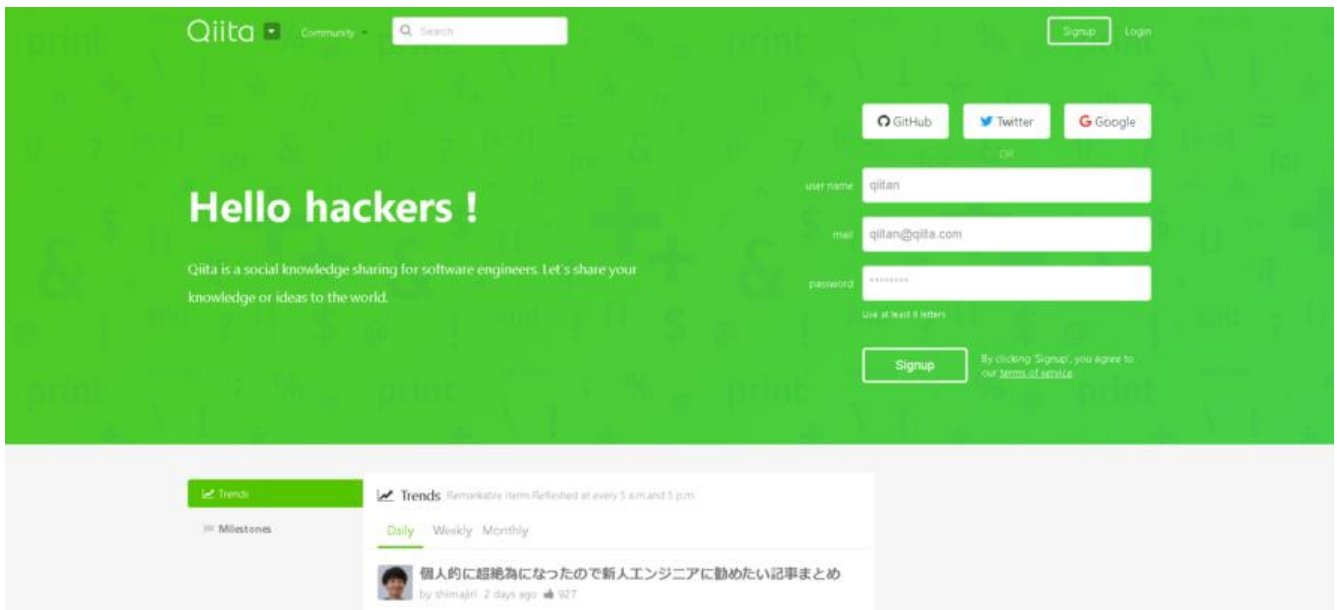 Qiita Community Search Signup Login
GitHub Twitter Google
OR
user name qiitan
Hello hackers !
mail qiitan@qiita.com
Qiita is a social knowledge sharing for software engineers. Let's share your
knowledge or ideas to the world.
password ********
Use at least 8 letters
Signup
By clicking 'Signup', you agree to
our terms of service
Trends
Milestones
Trends Remarkable items.Refleshed at every 5 a.m.and 5 p.m.
Daily Weekly Monthly
個人的に超絶為になったので新人エンジニアに勧めたい記事まとめ
by shimajiri 2 days ago 927